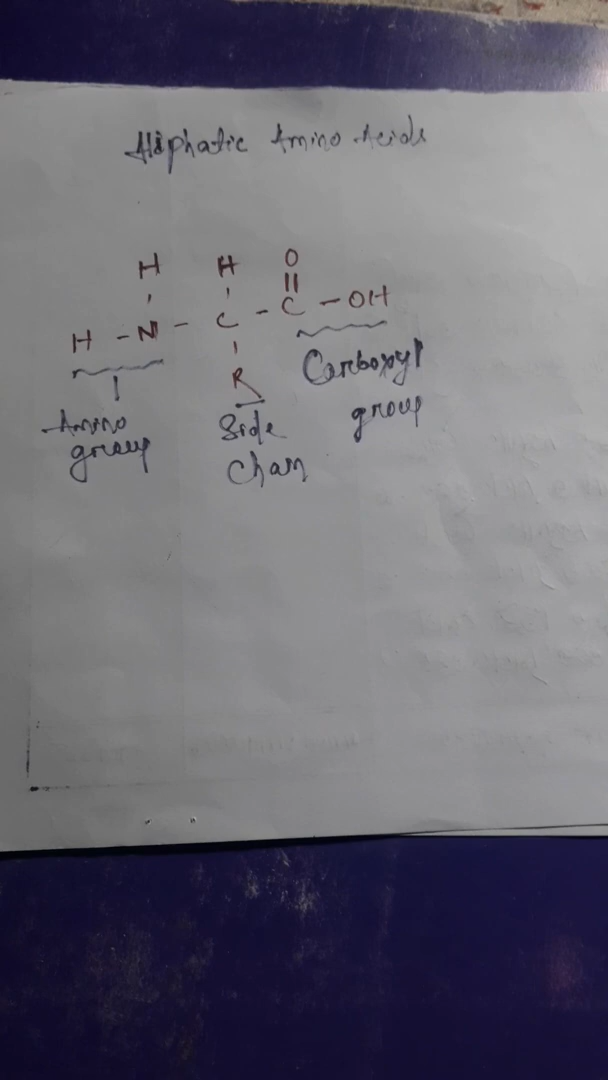 Aliphatic Amino Acids
H H O
H - N - C - C - OH
R
Amino group
Side Chain
Carboxyl group